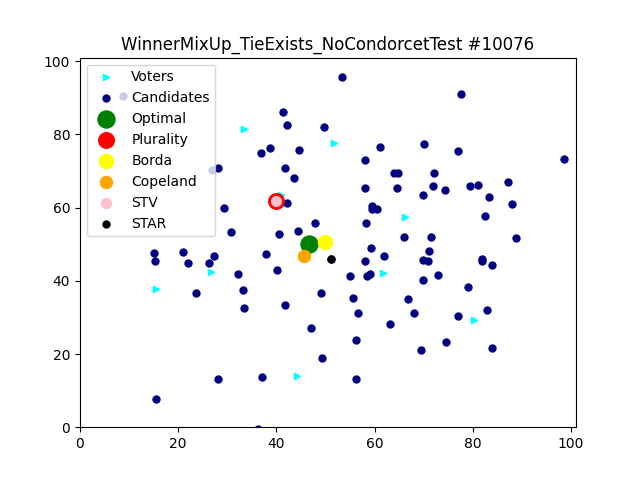 WinnerMixUp_TieExists_NoCondorcetTest #10076
100
80
60
40
20
0
Voters
Candidates
Optimal
Plurality
Borda
Copeland
STV
STAR
0 20 40 60 80 100